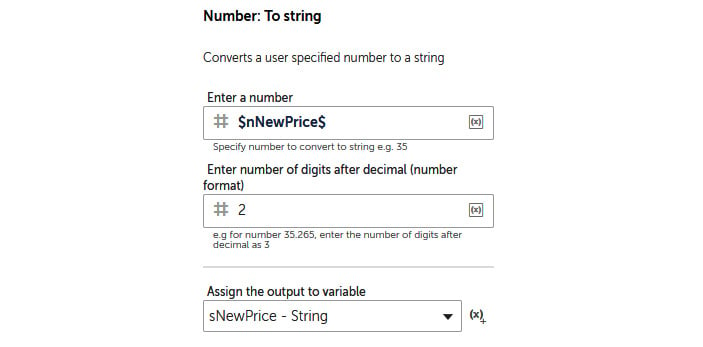 Number: To string
Converts a user specified number to a string
Enter a number
# $nNewPrice$ (x)
Specify number to convert to string e.g. 35
Enter number of digits after decimal (number
format)
# 2 (x)
e.g for number 35.265, enter the number of digits after
decimal as 3
Assign the output to variable
sNewPrice - String (x)+